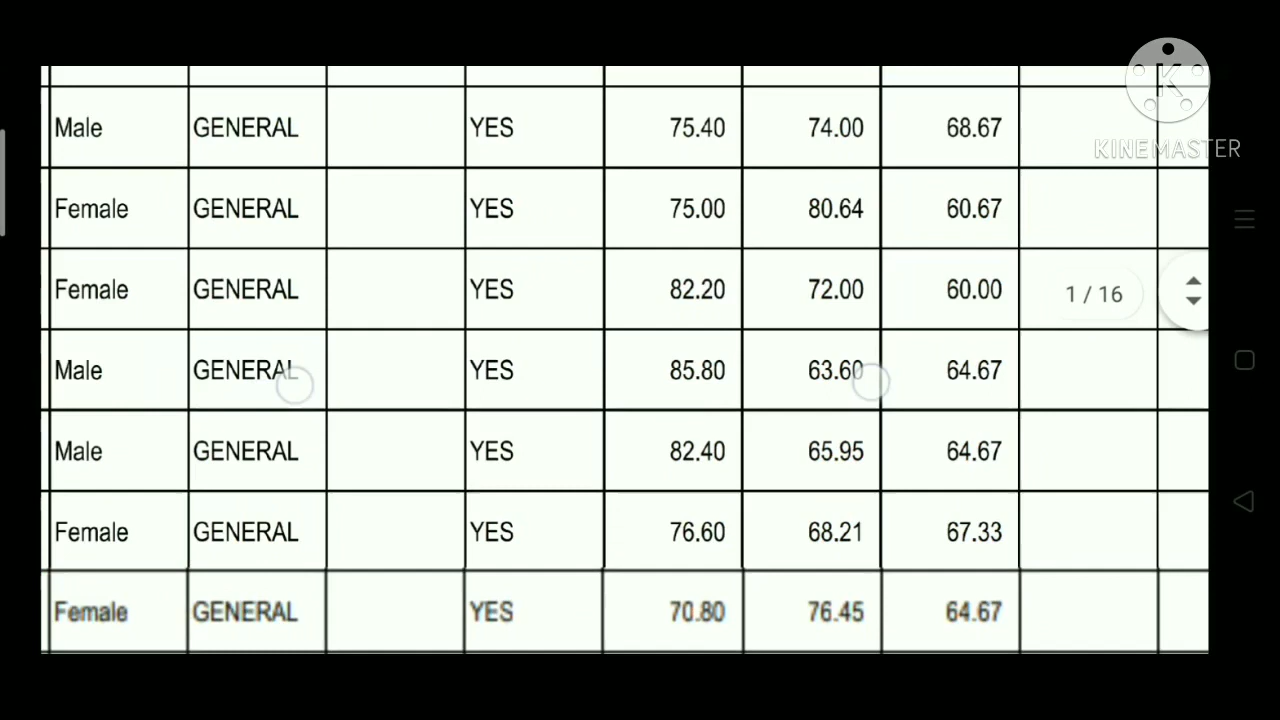 Male GENERAL YES 75.40 74.00 68.67
KINEMASTER
Female GENERAL YES 75.00 80.64 60.67
Female GENERAL YES 82.20 72.00 60.00
1 / 16
Male GENERAL YES 85.80 63.60 64.67
Male GENERAL YES 82.40 65.95 64.67
Female GENERAL YES 76.60 68.21 67.33
Female GENERAL YES 70.80 76.45 64.67